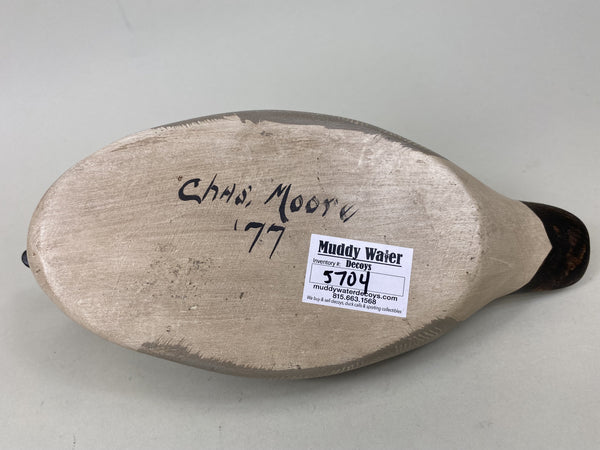 Chas. Moore
'77
Muddy Water
Inventory #: Decoys
5704
muddywaterdecoys.com
815.663.1568
We buy & sell decoys, duck calls & sporting collectibles